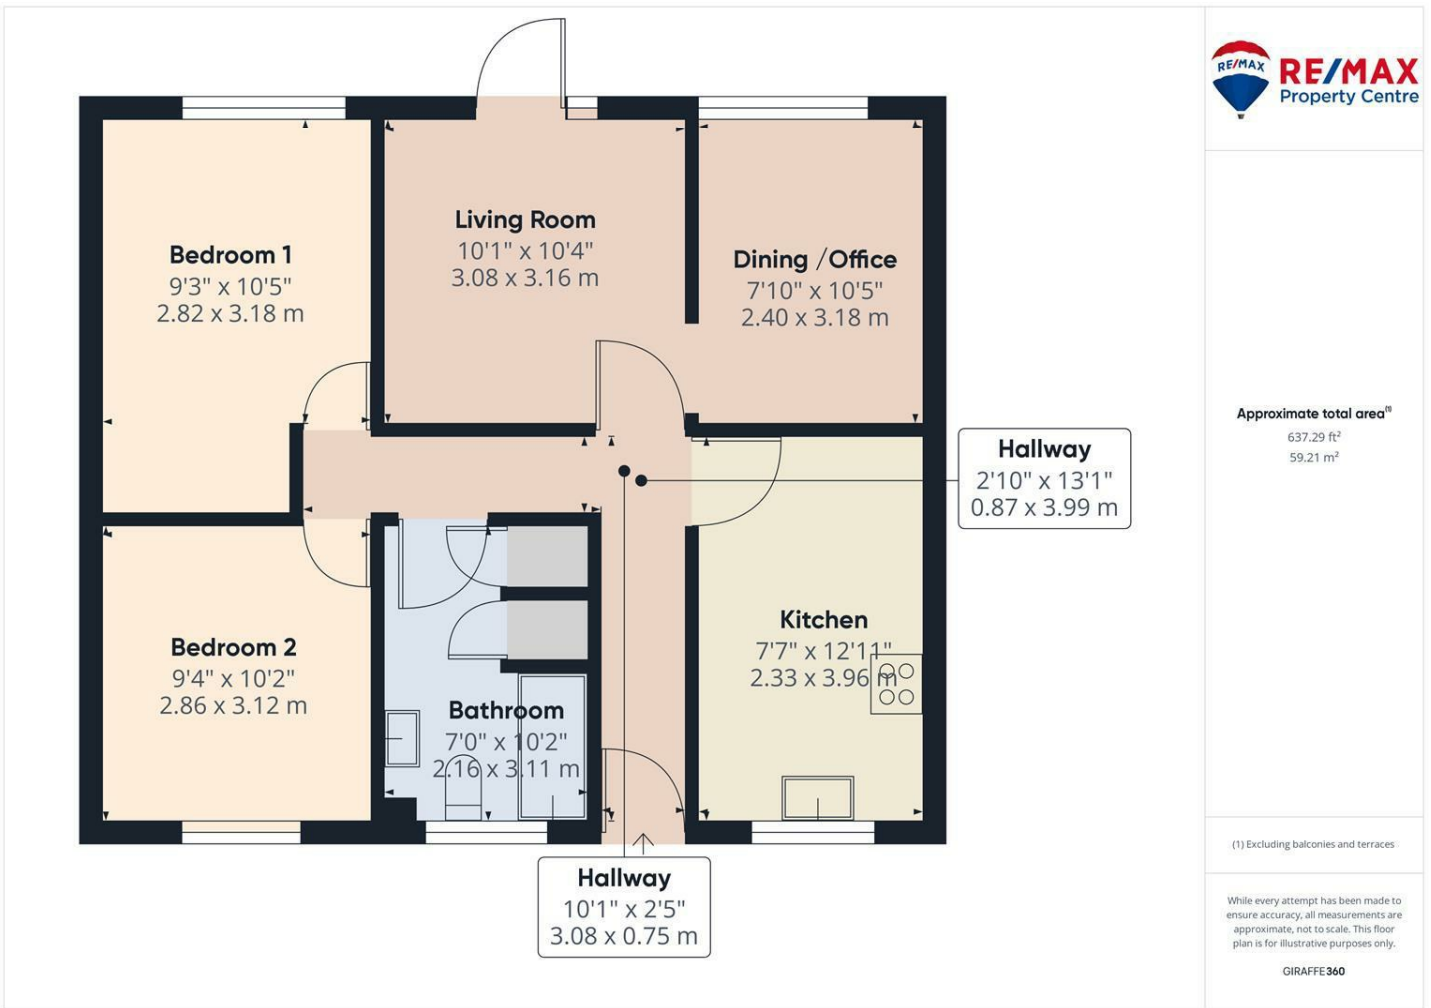 RE/MAX
RE/MAX
Property Centre
Living Room
10'1" x 10'4"
3.08 x 3.16 m
Bedroom 1
9'3" x 10'5"
2.82 x 3.18 m
Dining /Office
7'10" x 10'5"
2.40 x 3.18 m
Approximate total area(1)
637.29 ft²
59.21 m²
Hallway
2'10" x 13'1"
0.87 x 3.99 m
Kitchen
7'7" x 12'11"
2.33 x 3.96 m
Bedroom 2
9'4" x 10'2"
2.86 x 3.12 m
Bathroom
7'0" x 10'2"
2.16 x 3.11 m
Hallway
10'1" x 2'5"
3.08 x 0.75 m
(1) Excluding balconies and terraces
While every attempt has been made to
ensure accuracy, all measurements are
approximate, not to scale. This floor
plan is for illustrative purposes only.
GIRAFFE360